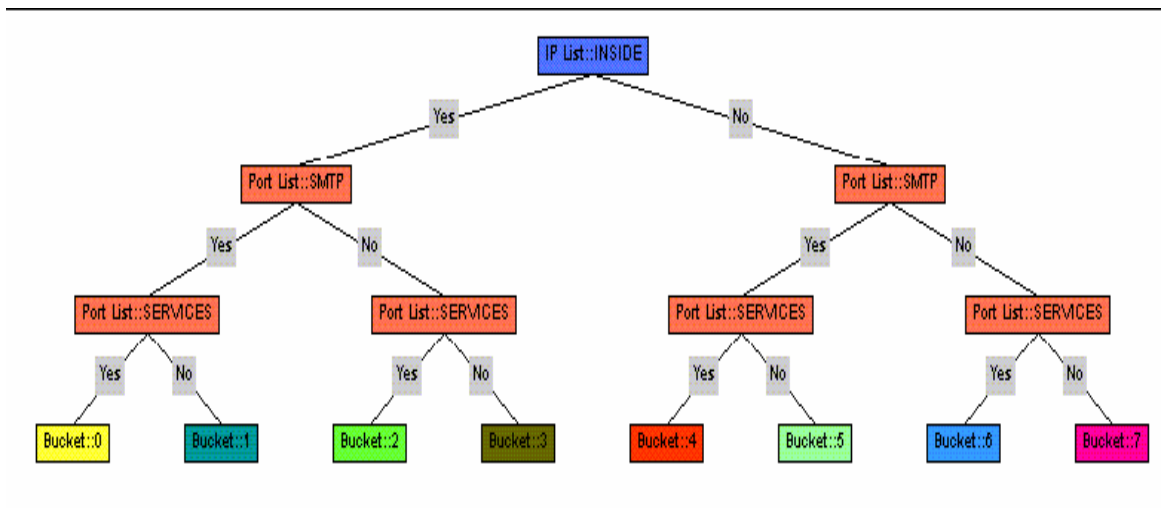 IP List::INSIDE
Yes
No
Port List::SMTP
Port List::SMTP
Yes
No
Yes
No
Port List::SERVICES
Port List::SERVICES
Port List::SERVICES
Port List::SERVICES
Yes
No
Yes
No
Yes
No
Yes
No
Bucket::0
Bucket::1
Bucket::2
Bucket::3
Bucket::4
Bucket::5
Bucket::6
Bucket::7